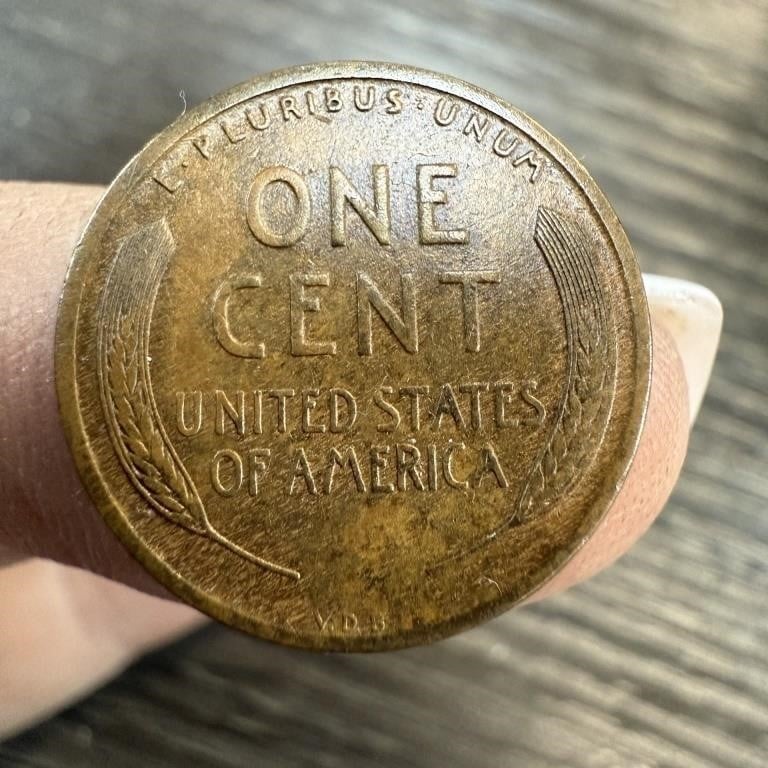 E · PLURIBUS · UNUM
ONE
CENT
UNITED STATES
OF AMERICA
V.D.B.